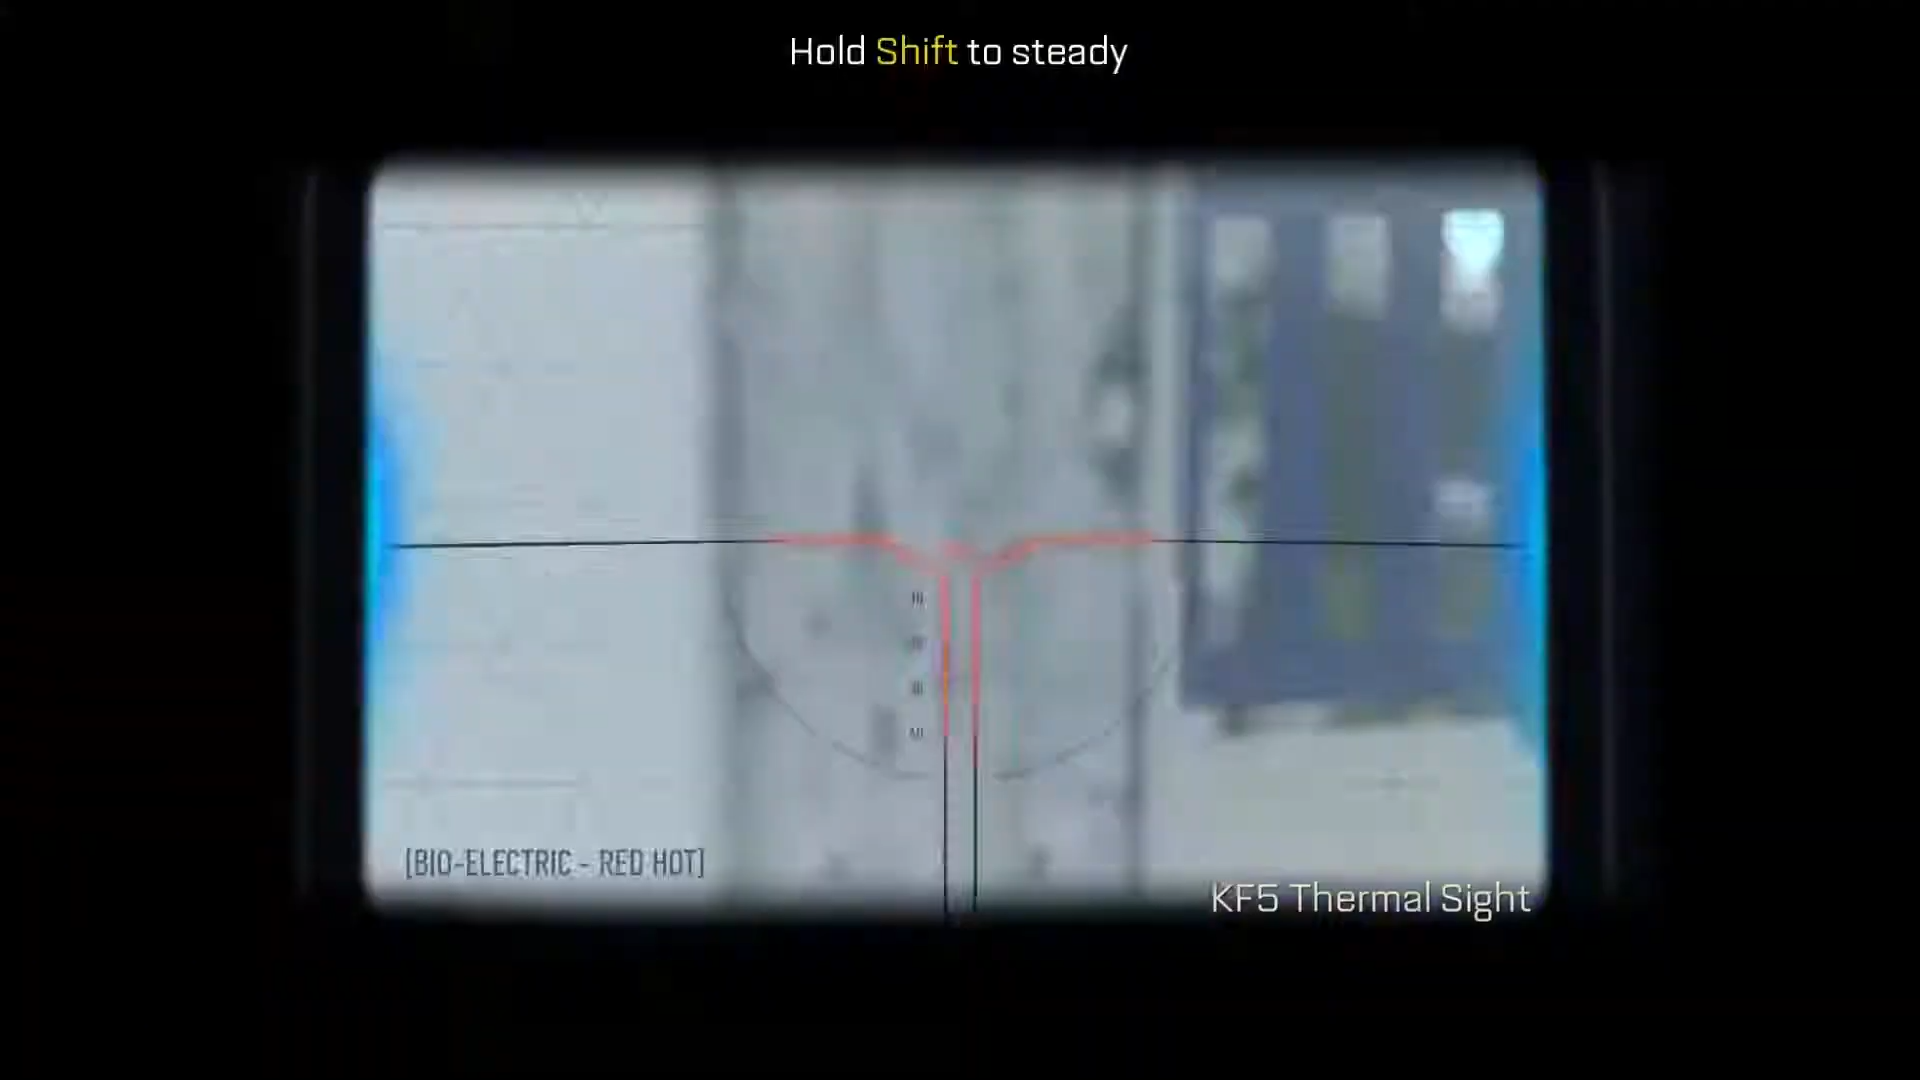 Hold Shift to steady
[BIO-ELECTRIC - RED HOT]
KF5 Thermal Sight